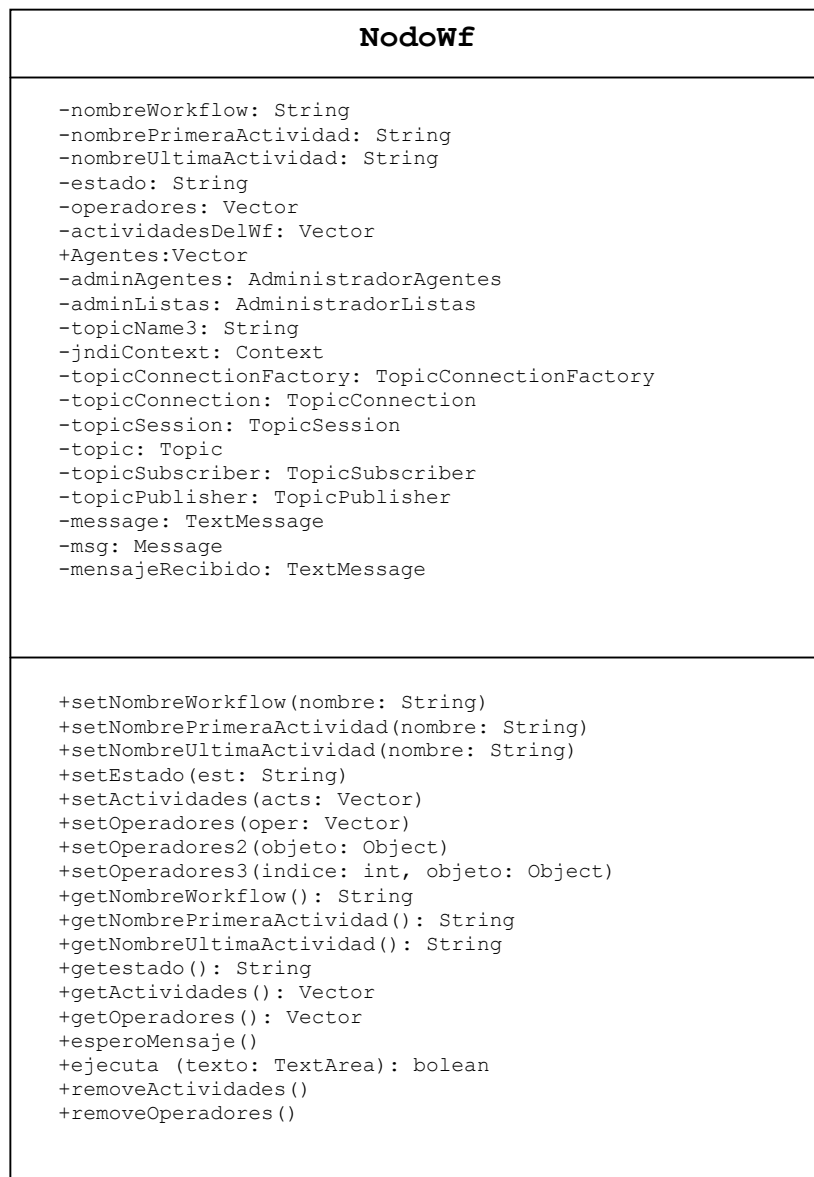 NodoWf
-nombreWorkflow: String
-nombrePrimeraActividad: String
-nombreUltimaActividad: String
-estado: String
-operadores: Vector
-actividadesDelWf: Vector
+Agentes:Vector
-adminAgentes: AdministradorAgentes
-adminListas: AdministradorListas
-topicName3: String
-jndiContext: Context
-topicConnectionFactory: TopicConnectionFactory
-topicConnection: TopicConnection
-topicSession: TopicSession
-topic: Topic
-topicSubscriber: TopicSubscriber
-topicPublisher: TopicPublisher
-message: TextMessage
-msg: Message
-mensajeRecibido: TextMessage
+setNombreWorkflow(nombre: String)
+setNombrePrimeraActividad(nombre: String)
+setNombreUltimaActividad(nombre: String)
+setEstado(est: String)
+setActividades(acts: Vector)
+setOperadores(oper: Vector)
+setOperadores2(objeto: Object)
+setOperadores3(indice: int, objeto: Object)
+getNombreWorkflow(): String
+getNombrePrimeraActividad(): String
+getNombreUltimaActividad(): String
+getestado(): String
+getActividades(): Vector
+getOperadores(): Vector
+esperoMensaje()
+ejecuta (texto: TextArea): bolean
+removeActividades()
+removeOperadores()